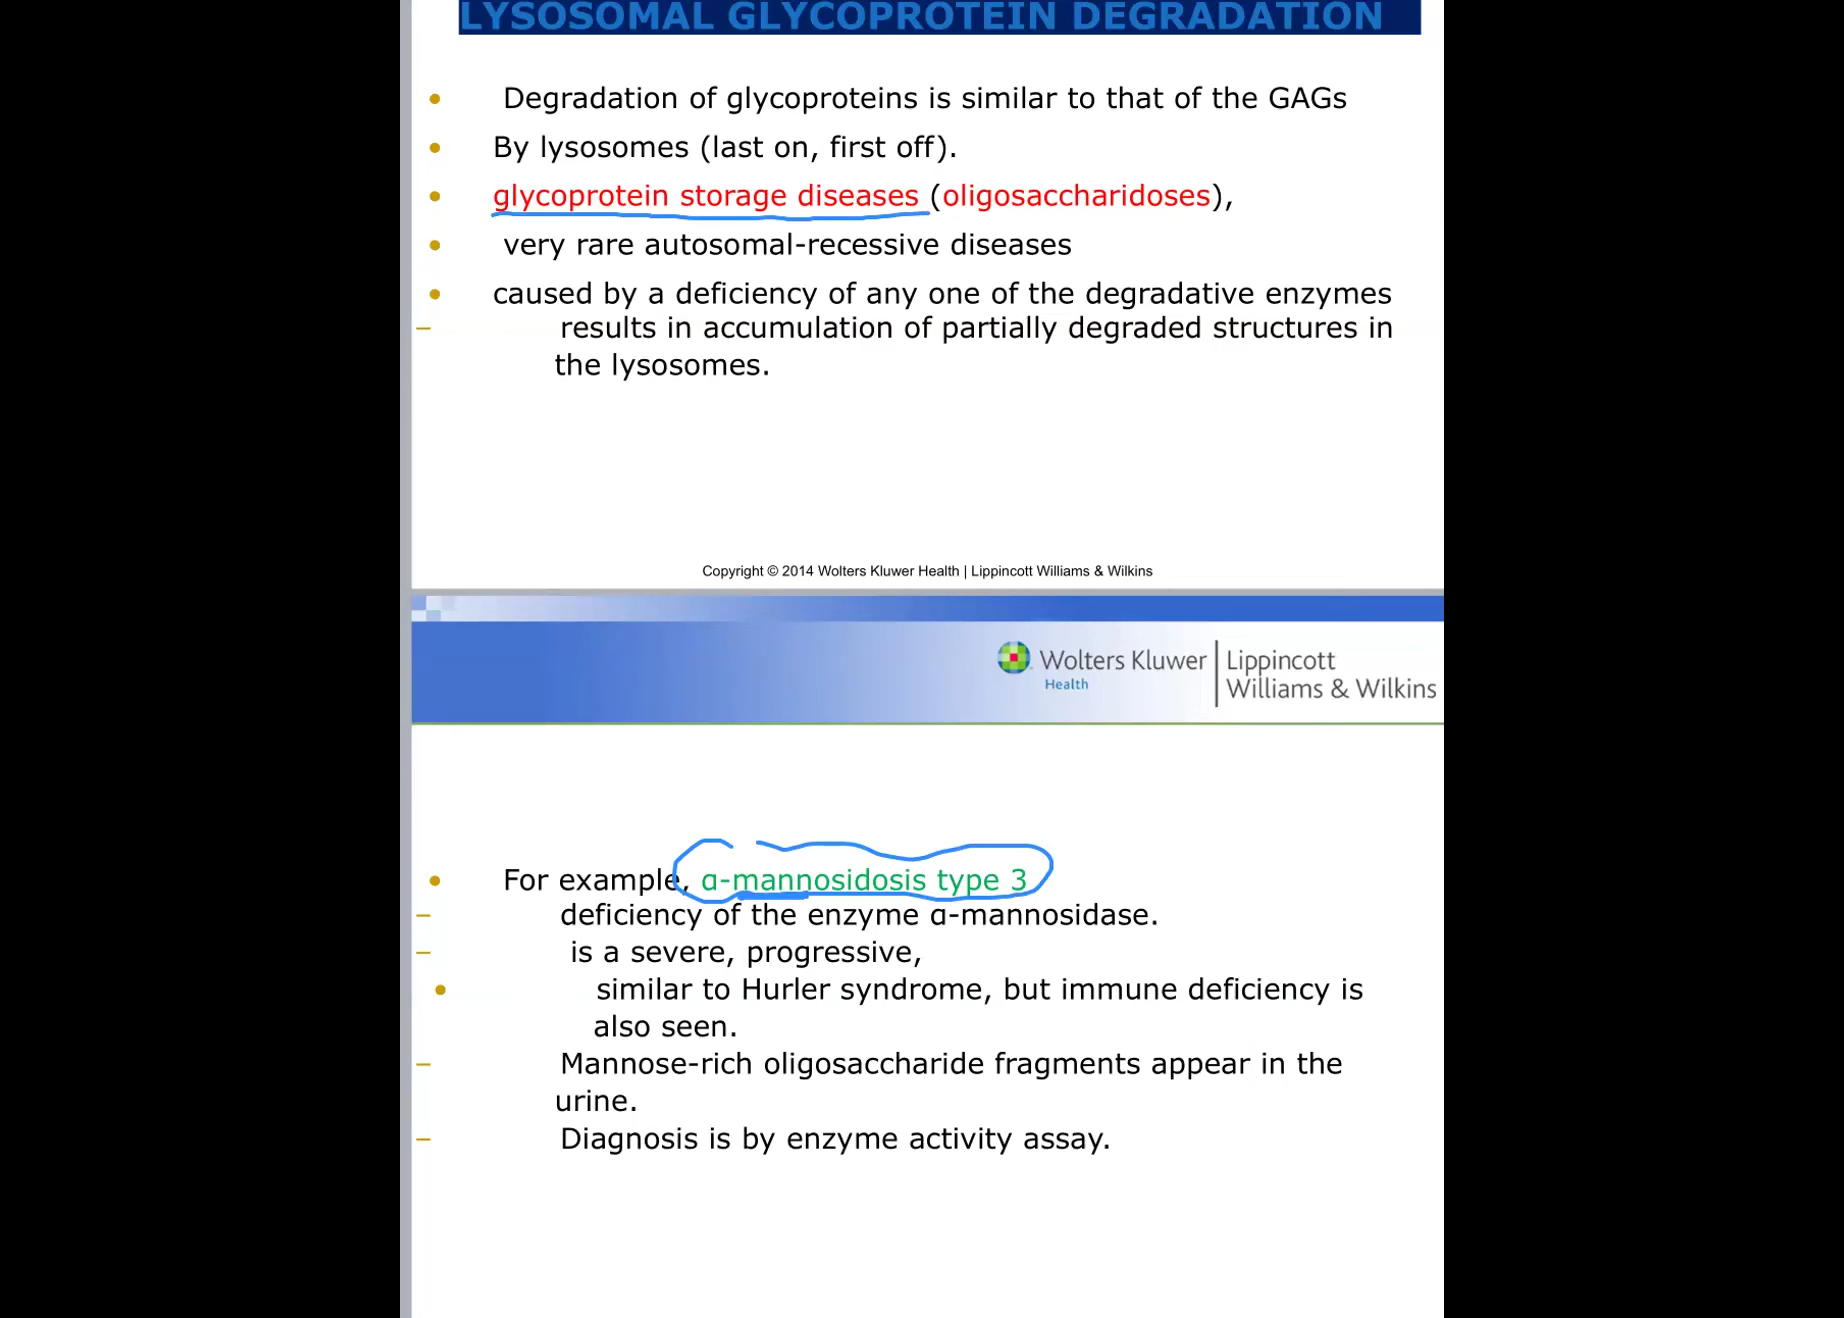 LYSOSOMAL GLYCOPROTEIN DEGRADATION
• Degradation of glycoproteins is similar to that of the GAGs
• By lysosomes (last on, first off).
• glycoprotein storage diseases (oligosaccharidoses),
• very rare autosomal-recessive diseases
• caused by a deficiency of any one of the degradative enzymes
– results in accumulation of partially degraded structures in
the lysosomes.
Copyright © 2014 Wolters Kluwer Health | Lippincott Williams & Wilkins
Wolters Kluwer | Lippincott
Health Williams & Wilkins
• For example, α-mannosidosis type 3
– deficiency of the enzyme α-mannosidase.
– is a severe, progressive,
• similar to Hurler syndrome, but immune deficiency is
also seen.
– Mannose-rich oligosaccharide fragments appear in the
urine.
– Diagnosis is by enzyme activity assay.